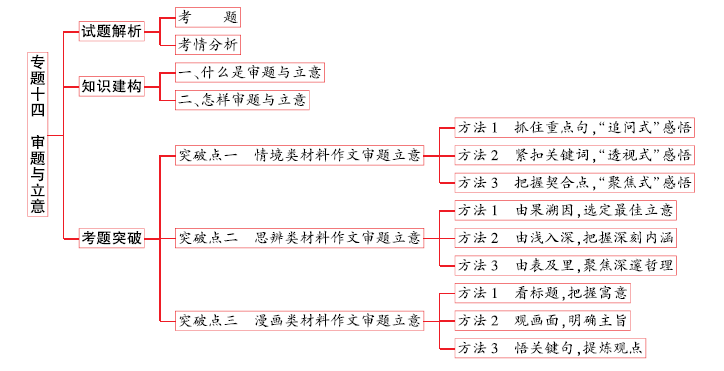 专题十四 审题与立意
试题解析
考 题
考情分析
知识建构
一、什么是审题与立意
二、怎样审题与立意
考题突破
突破点一 情境类材料作文审题立意
方法1 抓住重点句,“追问式”感悟
方法2 紧扣关键词,“透视式”感悟
方法3 把握契合点,“聚焦式”感悟
突破点二 思辨类材料作文审题立意
方法1 由果溯因,选定最佳立意
方法2 由浅入深,把握深刻内涵
方法3 由表及里,聚焦深邃哲理
突破点三 漫画类材料作文审题立意
方法1 看标题,把握寓意
方法2 观画面,明确主旨
方法3 悟关键句,提炼观点